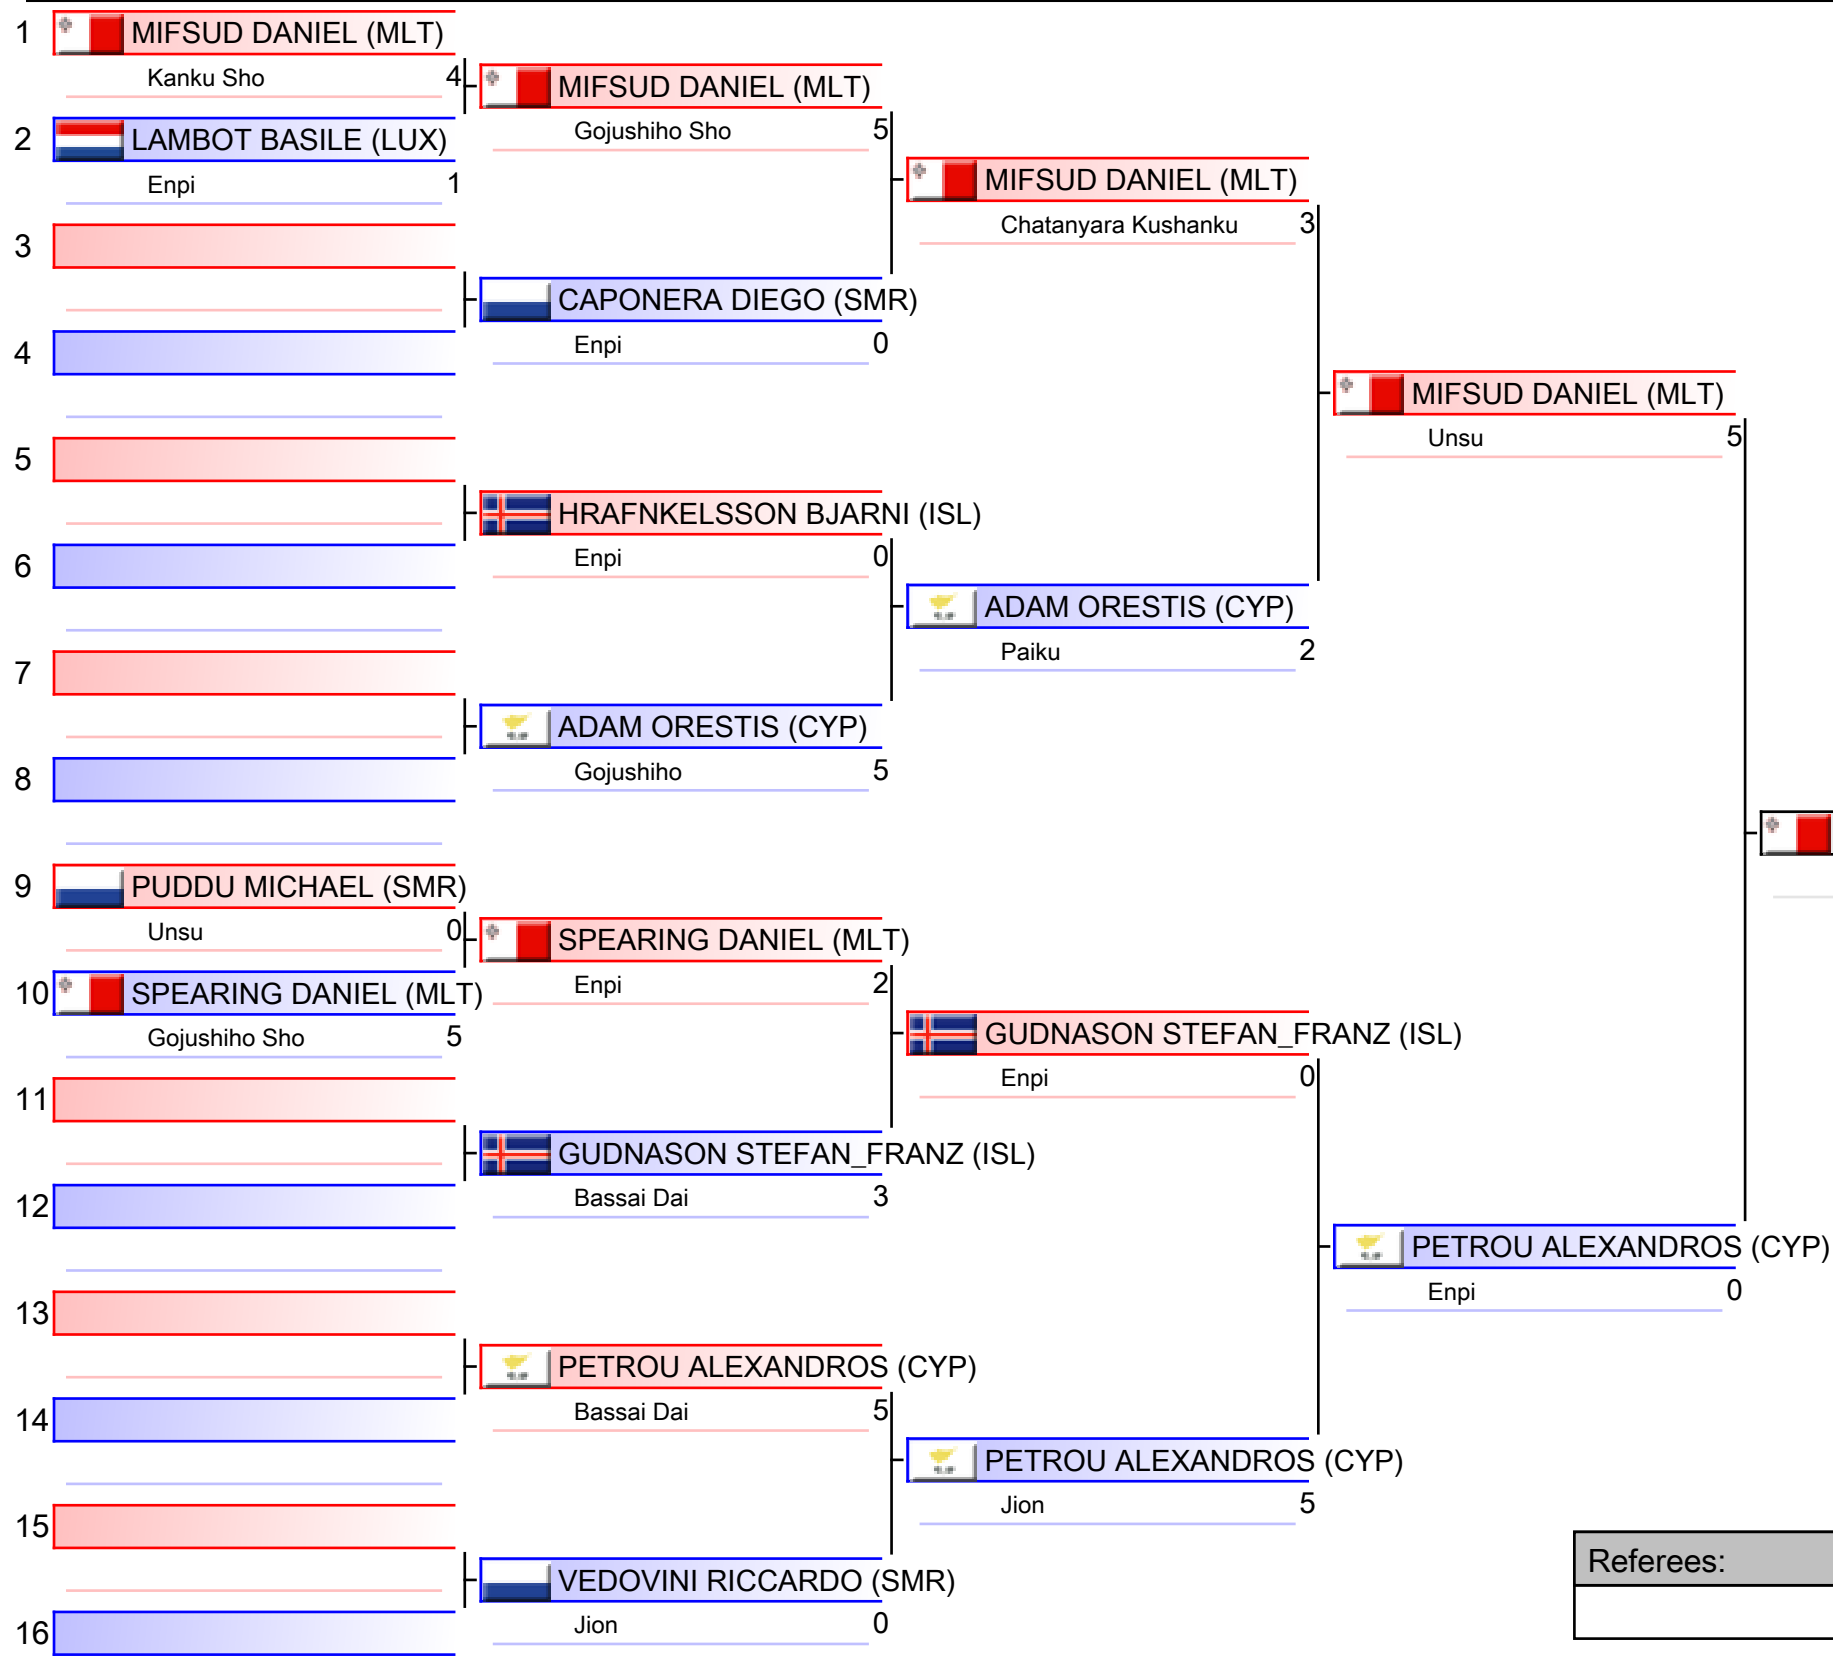 1 MIFSUD DANIEL (MLT)
Kanku Sho 4
2 LAMBOT BASILE (LUX)
Enpi 1
3
4
5
6
7
8
9 PUDDU MICHAEL (SMR)
Unsu 0
10 SPEARING DANIEL (MLT)
Gojushiho Sho 5
11
12
13
14
15
16
MIFSUD DANIEL (MLT)
Gojushiho Sho 5
CAPONERA DIEGO (SMR)
Enpi 0
HRAFNKELSSON BJARNI (ISL)
Enpi 0
ADAM ORESTIS (CYP)
Gojushiho 5
SPEARING DANIEL (MLT)
Enpi 2
GUDNASON STEFAN_FRANZ (ISL)
Bassai Dai 3
PETROU ALEXANDROS (CYP)
Bassai Dai 5
VEDOVINI RICCARDO (SMR)
Jion 0
MIFSUD DANIEL (MLT)
Chatanyara Kushanku 3
ADAM ORESTIS (CYP)
Paiku 2
GUDNASON STEFAN_FRANZ (ISL)
Enpi 0
PETROU ALEXANDROS (CYP)
Jion 5
MIFSUD DANIEL (MLT)
Unsu 5
PETROU ALEXANDROS (CYP)
Enpi 0
Referees: